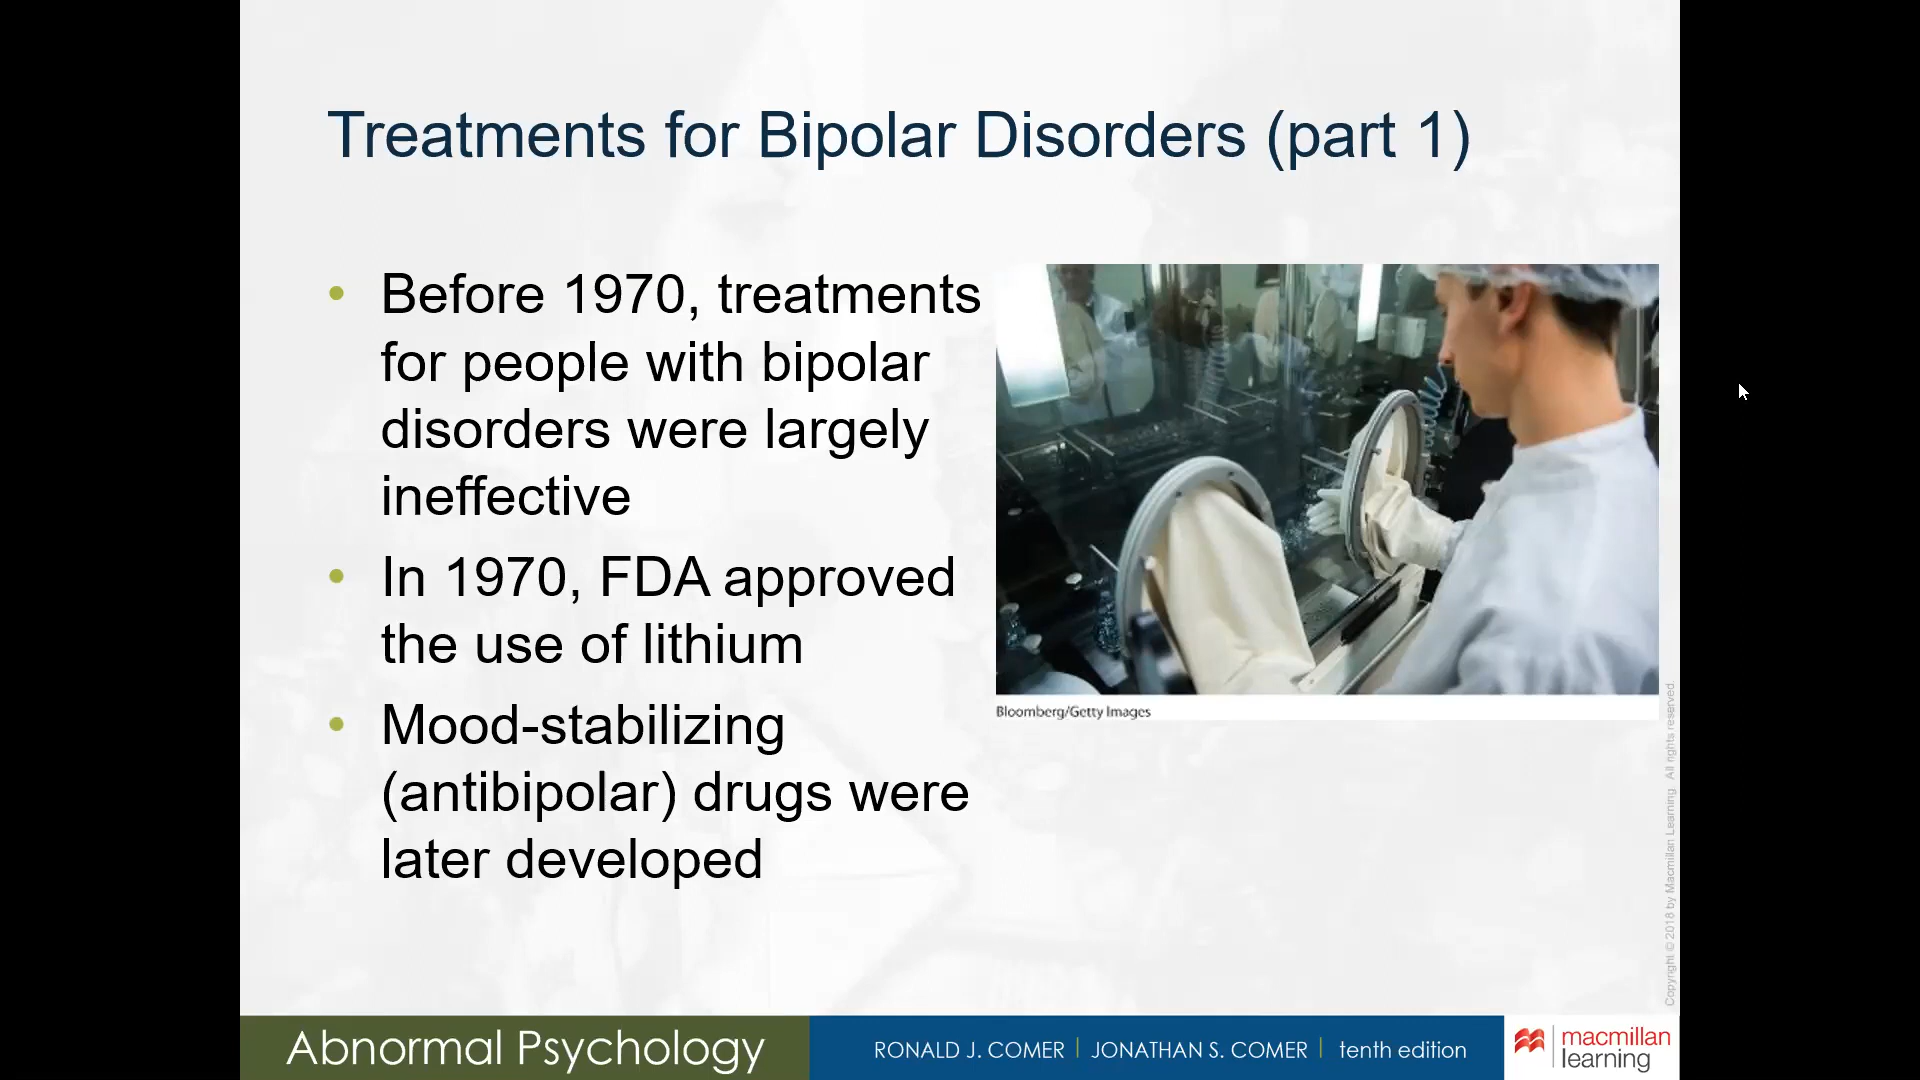 Treatments for Bipolar Disorders (part 1)
• Before 1970, treatments
for people with bipolar
disorders were largely
ineffective
• In 1970, FDA approved
the use of lithium
• Mood-stabilizing
(antibipolar) drugs were
later developed
Bloomberg/Getty Images
Copyright © 2018 by Macmillan Learning. All rights reserved.
Abnormal Psychology
RONALD J. COMER | JONATHAN S. COMER | tenth edition
macmillan
learning